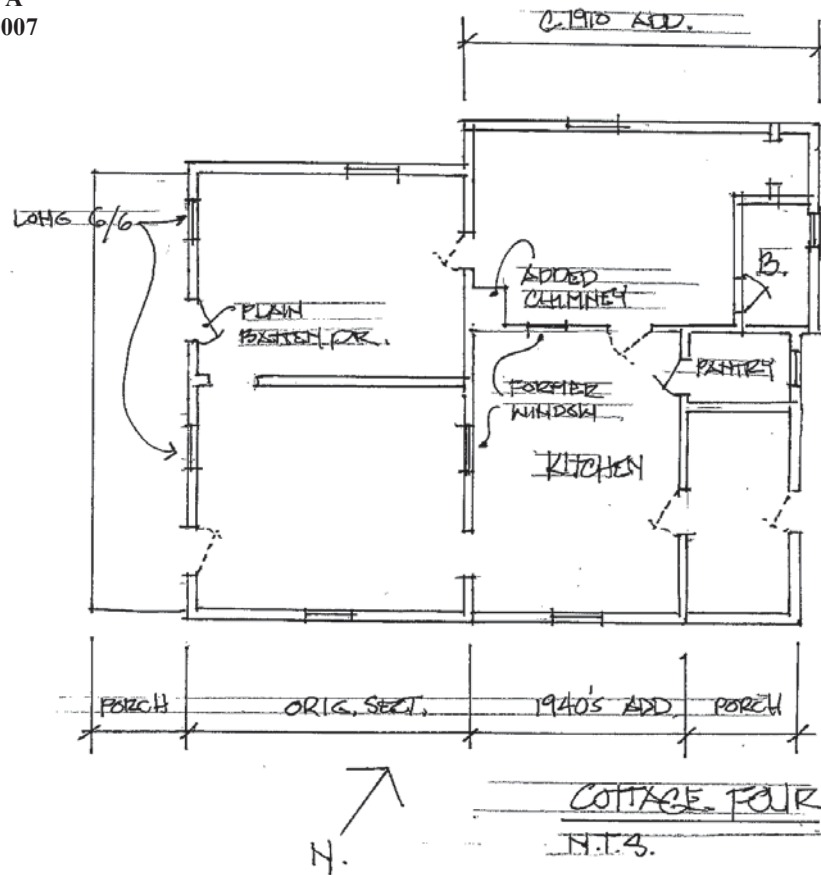 A
007
C.1910 ADD.
LONG 6/6
PLAIN
BATTEN DR.
ADDED
CHIMNEY
B.
PANTRY
FORMER
WINDOW
KITCHEN
PORCH
ORIG. SECT.
1940'S ADD.
PORCH
COTTAGE FOUR
N.T.S.
N.